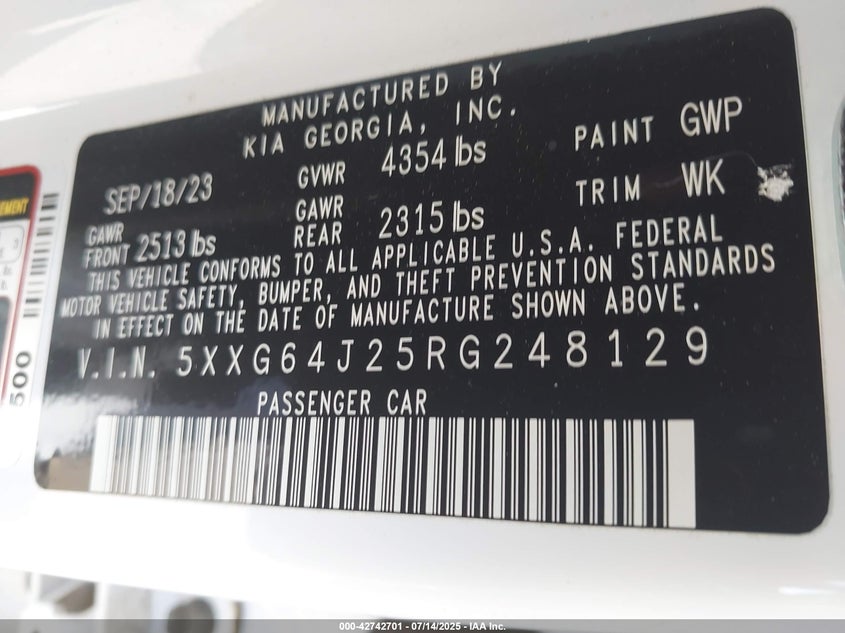 MANUFACTURED BY
KIA GEORGIA, INC.
SEP/18/23
GVWR 4354 lbs
PAINT GWP
GAWR FRONT 2513 lbs
GAWR REAR 2315 lbs
TRIM WK
THIS VEHICLE CONFORMS TO ALL APPLICABLE U.S.A. FEDERAL
MOTOR VEHICLE SAFETY, BUMPER, AND THEFT PREVENTION STANDARDS
IN EFFECT ON THE DATE OF MANUFACTURE SHOWN ABOVE.
V.I.N. 5XXG64J25RG248129
PASSENGER CAR
500
000-42742701 - 07/14/2025 - IAA Inc.